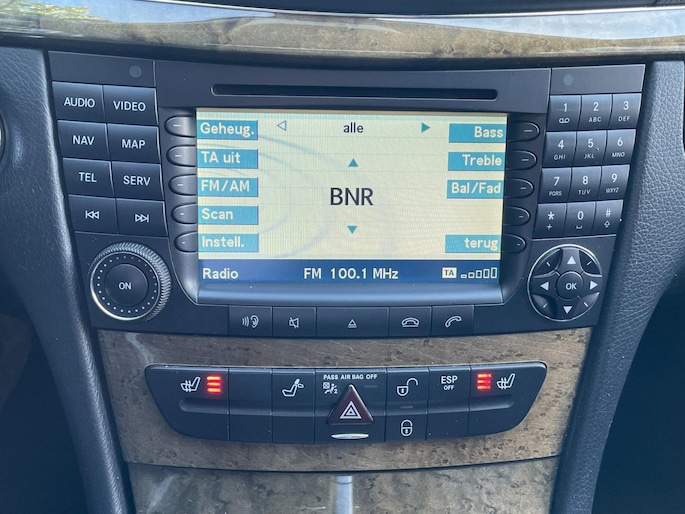 AUDIO VIDEO
NAV MAP
TEL SERV
ON
Geheug. alle Bass
TA uit Treble
FM/AM BNR Bal/Fad
Scan
Instell. terug
Radio FM 100.1 MHz TA
1 2 ABC 3 DEF
4 GHI 5 JKL 6 MNO
7 PQRS 8 TUV 9 WXYZ
* 0 #
OK
PASS AIR BAG OFF
ESP
OFF